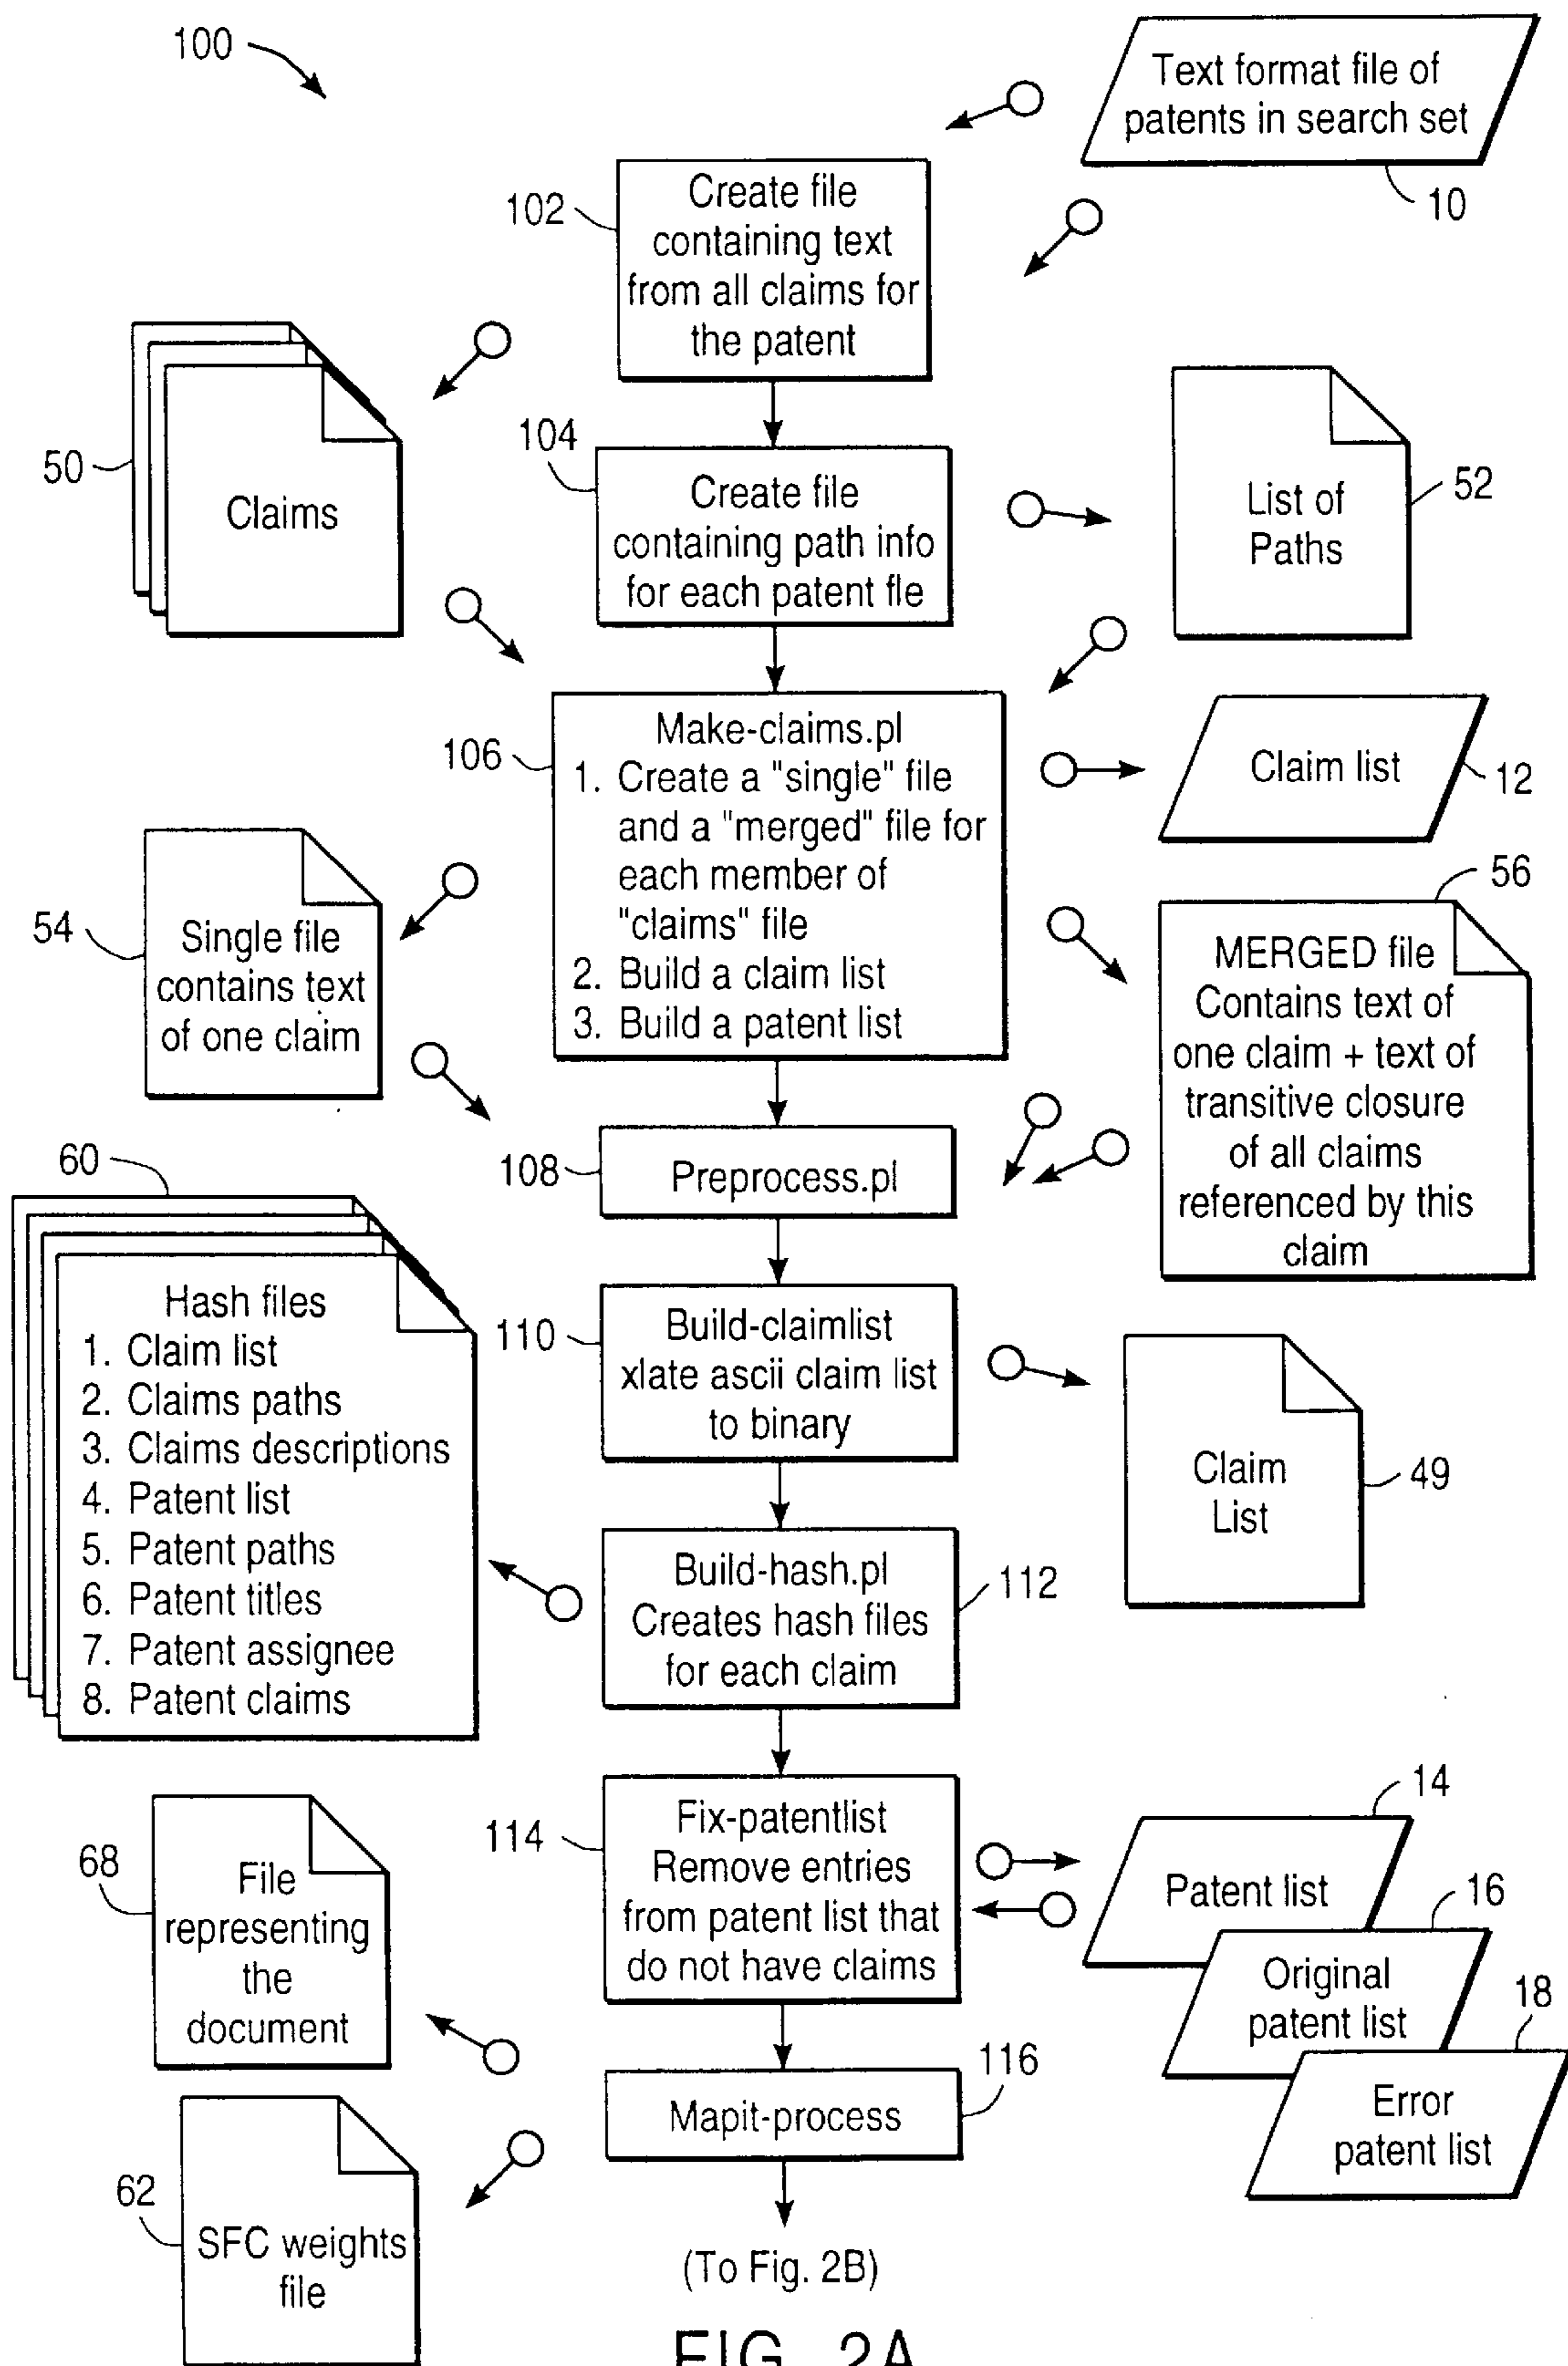 100
Text format file of
patents in search set
10
102
Create file
containing text
from all claims for
the patent
50
Claims
104
Create file
containing path info
for each patent fle
List of
Paths
52
106
Make-claims.pl
1. Create a "single" file
and a "merged" file for
each member of
"claims" file
2. Build a claim list
3. Build a patent list
Claim list
12
54
Single file
contains text
of one claim
56
MERGED file
Contains text of
one claim + text of
transitive closure
of all claims
referenced by this
claim
108
Preprocess.pl
60
Hash files
1. Claim list
2. Claims paths
3. Claims descriptions
4. Patent list
5. Patent paths
6. Patent titles
7. Patent assignee
8. Patent claims
110
Build-claimlist
xlate ascii claim list
to binary
Claim
List
49
Build-hash.pl
Creates hash files
for each claim
112
114
Fix-patentlist
Remove entries
from patent list that
do not have claims
14
Patent list
16
Original
patent list
18
Error
patent list
68
File
representing
the
document
116
Mapit-process
62
SFC weights
file
(To Fig. 2B)
FIG. 2A